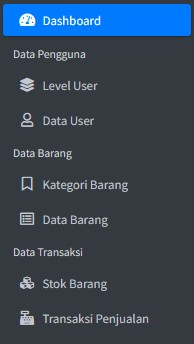 Dashboard
Data Pengguna
Level User
Data User
Data Barang
Kategori Barang
Data Barang
Data Transaksi
Stok Barang
Transaksi Penjualan